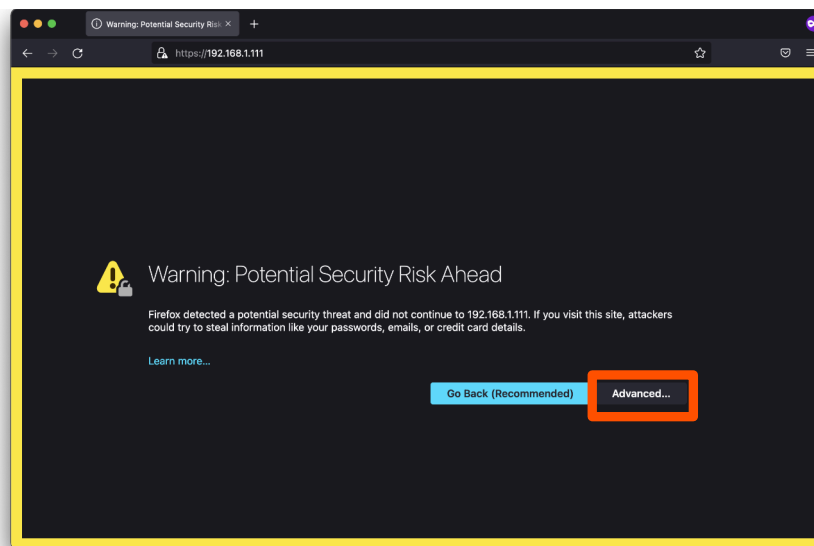 Warning: Potential Security Risk
https://192.168.1.111
Warning: Potential Security Risk Ahead
Firefox detected a potential security threat and did not continue to 192.168.1.111. If you visit this site, attackers
could try to steal information like your passwords, emails, or credit card details.
Learn more...
Go Back (Recommended) Advanced...